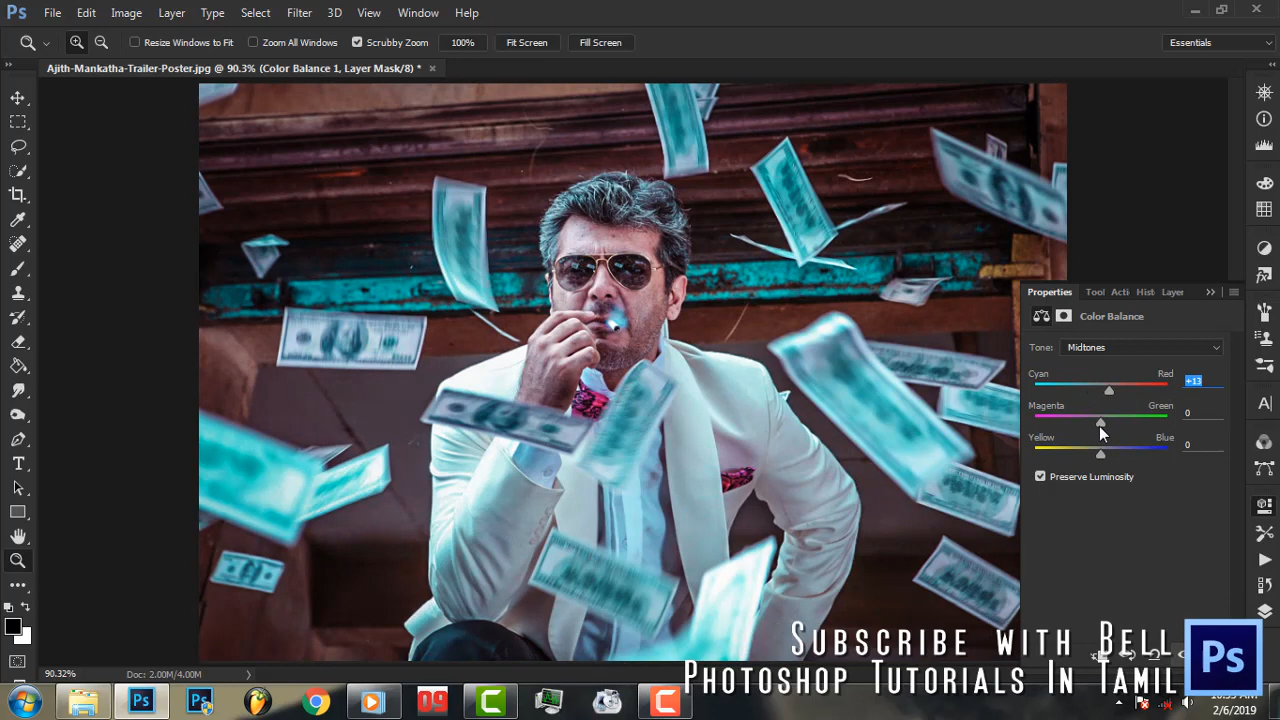 Ps File Edit Image Layer Type Select Filter 3D View Window Help
Resize Windows to Fit Zoom All Windows Scrubby Zoom 100% Fit Screen Fill Screen Essentials
Ajith-Mankatha-Trailer-Poster.jpg @ 90.3% (Color Balance 1, Layer Mask/8) * ×
Properties Tool Acti Hist Layer
Color Balance
Tone: Midtones
Cyan Red +13
Magenta Green 0
Yellow Blue 0
Preserve Luminosity
Subscribe with Bell
Photoshop Tutorials In Tamil
Ps
90.32% Doc: 2.00M/4.00M
Ps Ps 09
2/6/2019